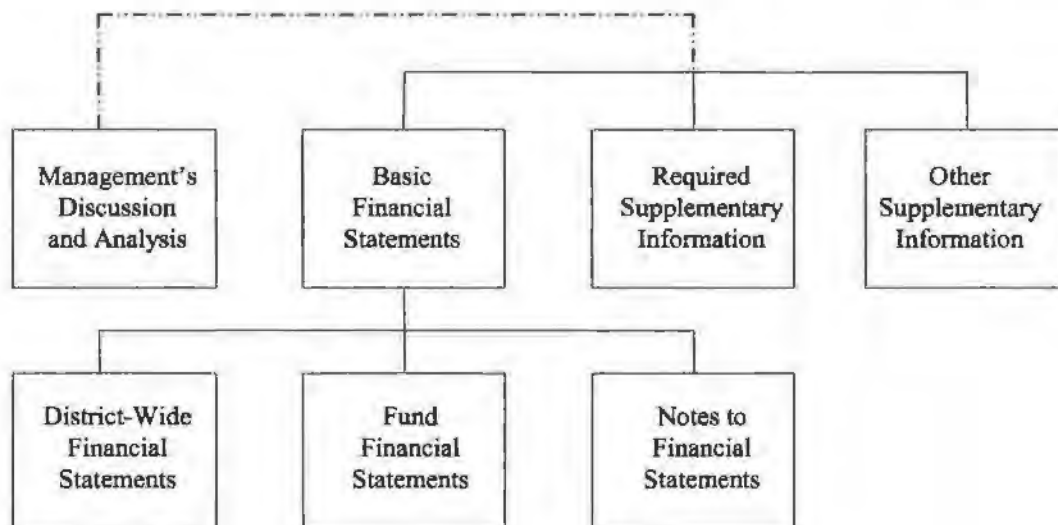 Management's
Discussion
and Analysis
Basic
Financial
Statements
Required
Supplementary
Information
Other
Supplementary
Information
District-Wide
Financial
Statements
Fund
Financial
Statements
Notes to
Financial
Statements